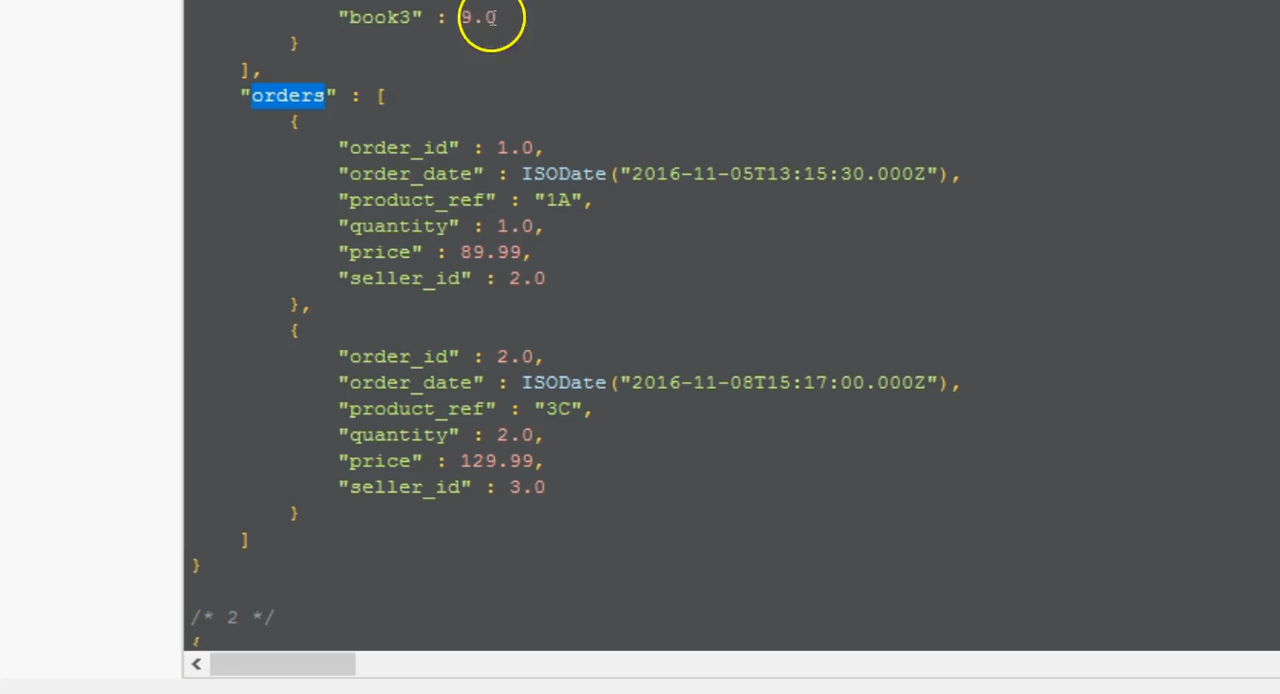 "book3" : 9.0
}
],
"orders" : [
{
"order_id" : 1.0,
"order_date" : ISODate("2016-11-05T13:15:30.000Z"),
"product_ref" : "1A",
"quantity" : 1.0,
"price" : 89.99,
"seller_id" : 2.0
},
{
"order_id" : 2.0,
"order_date" : ISODate("2016-11-08T15:17:00.000Z"),
"product_ref" : "3C",
"quantity" : 2.0,
"price" : 129.99,
"seller_id" : 3.0
}
]
}
/* 2 */
{